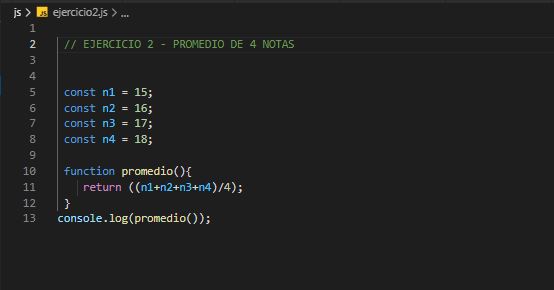 js > JS ejercicio2.js > ...
1
2 // EJERCICIO 2 - PROMEDIO DE 4 NOTAS
3
4
5 const n1 = 15;
6 const n2 = 16;
7 const n3 = 17;
8 const n4 = 18;
9
10 function promedio(){
11 return ((n1+n2+n3+n4)/4);
12 }
13 console.log(promedio());